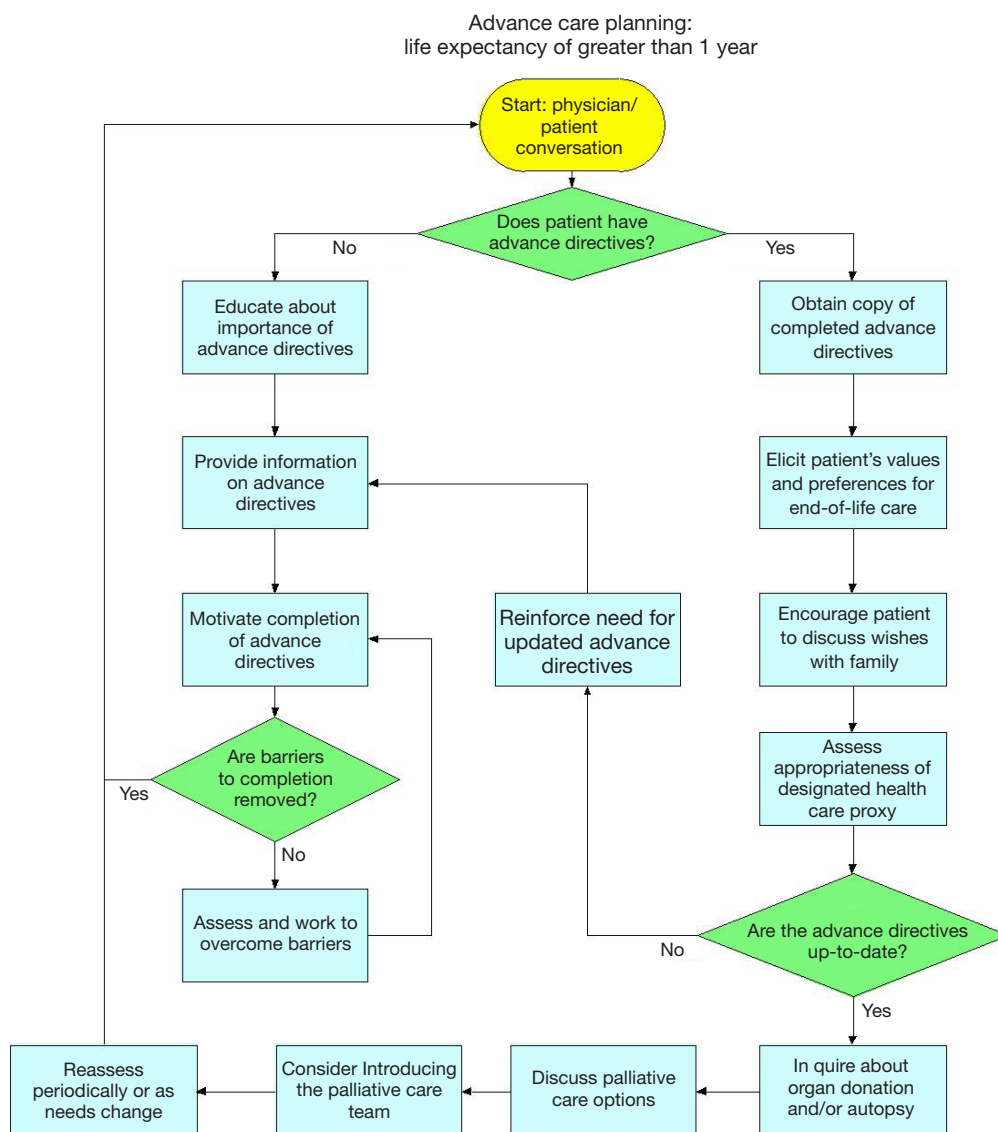 Advance care planning:
life expectancy of greater than 1 year
Start: physician/
patient
conversation
Does patient have
advance directives?
No
Yes
Educate about
importance of
advance directives
Obtain copy of
completed advance
directives
Provide information
on advance
directives
Elicit patient’s values
and preferences for
end-of-life care
Motivate completion
of advance
directives
Reinforce need for
updated advance
directives
Encourage patient
to discuss wishes
with family
Are barriers
to completion
removed?
Yes
No
Assess
appropriateness of
designated health
care proxy
Assess and work to
overcome barriers
Are the advance directives
up-to-date?
No
Yes
Reassess
periodically or as
needs change
Consider Introducing
the palliative care
team
Discuss palliative
care options
In quire about
organ donation
and/or autopsy